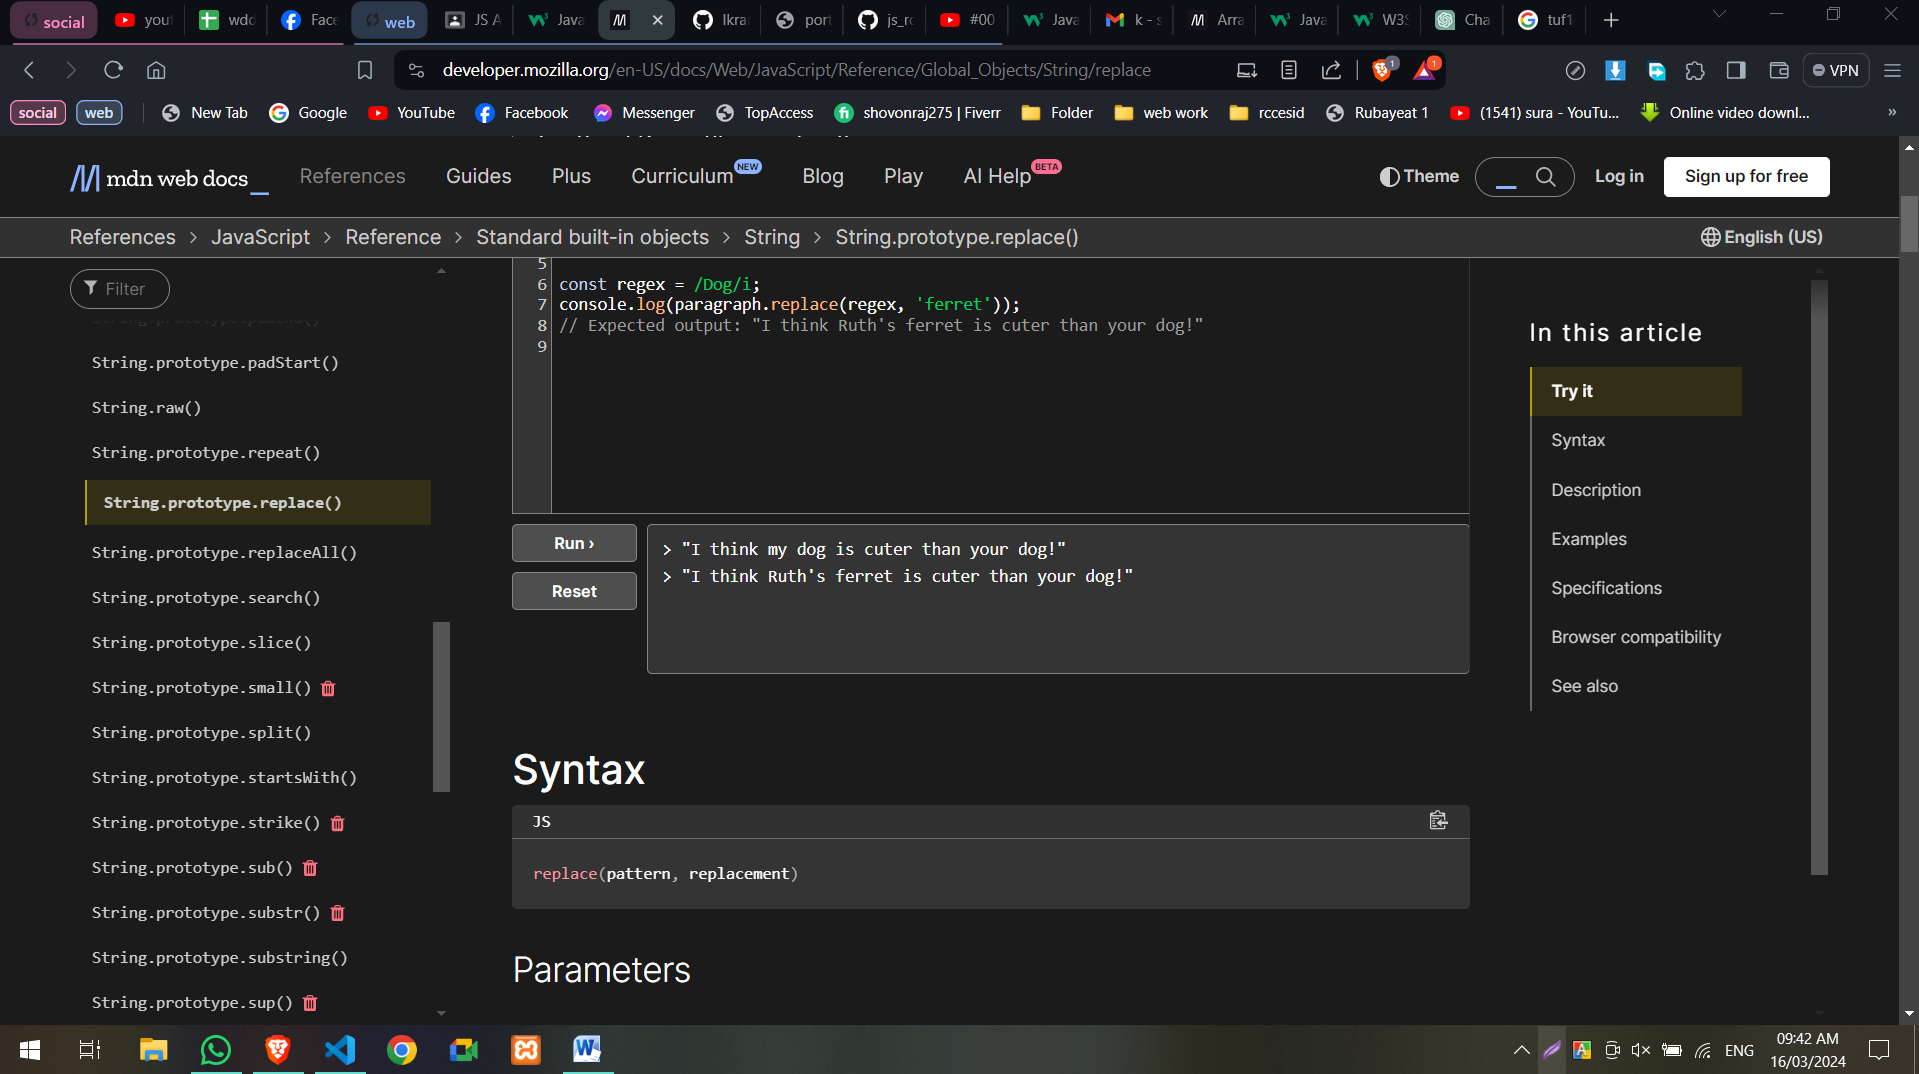 social
yout
wdd
Face
web
JS A
Java
Ikra
port
js_ro
#00
Java
k - s
Arra
Java
W3S
Cha
tuf1
developer.mozilla.org/en-US/docs/Web/JavaScript/Reference/Global_Objects/String/replace
1
1
VPN
social
web
New Tab
Google
YouTube
Facebook
Messenger
TopAccess
shovonraj275 | Fiverr
Folder
web work
rccesid
Rubayeat 1
(1541) sura - YouTu...
Online video downl...
»
mdn web docs_
References
Guides
Plus
Curriculum NEW
Blog
Play
AI Help BETA
Theme
Log in
Sign up for free
References > JavaScript > Reference > Standard built-in objects > String > String.prototype.replace()
English (US)
Filter
String.prototype.padStart()
String.raw()
String.prototype.repeat()
String.prototype.replace()
String.prototype.replaceAll()
String.prototype.search()
String.prototype.slice()
String.prototype.small()
String.prototype.split()
String.prototype.startsWith()
String.prototype.strike()
String.prototype.sub()
String.prototype.substr()
String.prototype.substring()
String.prototype.sup()
5
6 const regex = /Dog/i;
7 console.log(paragraph.replace(regex, 'ferret'));
8 // Expected output: "I think Ruth's ferret is cuter than your dog!"
9
Run ›
Reset
> "I think my dog is cuter than your dog!"
> "I think Ruth's ferret is cuter than your dog!"
Syntax
JS
replace(pattern, replacement)
Parameters
In this article
Try it
Syntax
Description
Examples
Specifications
Browser compatibility
See also
ENG
09:42 AM
16/03/2024